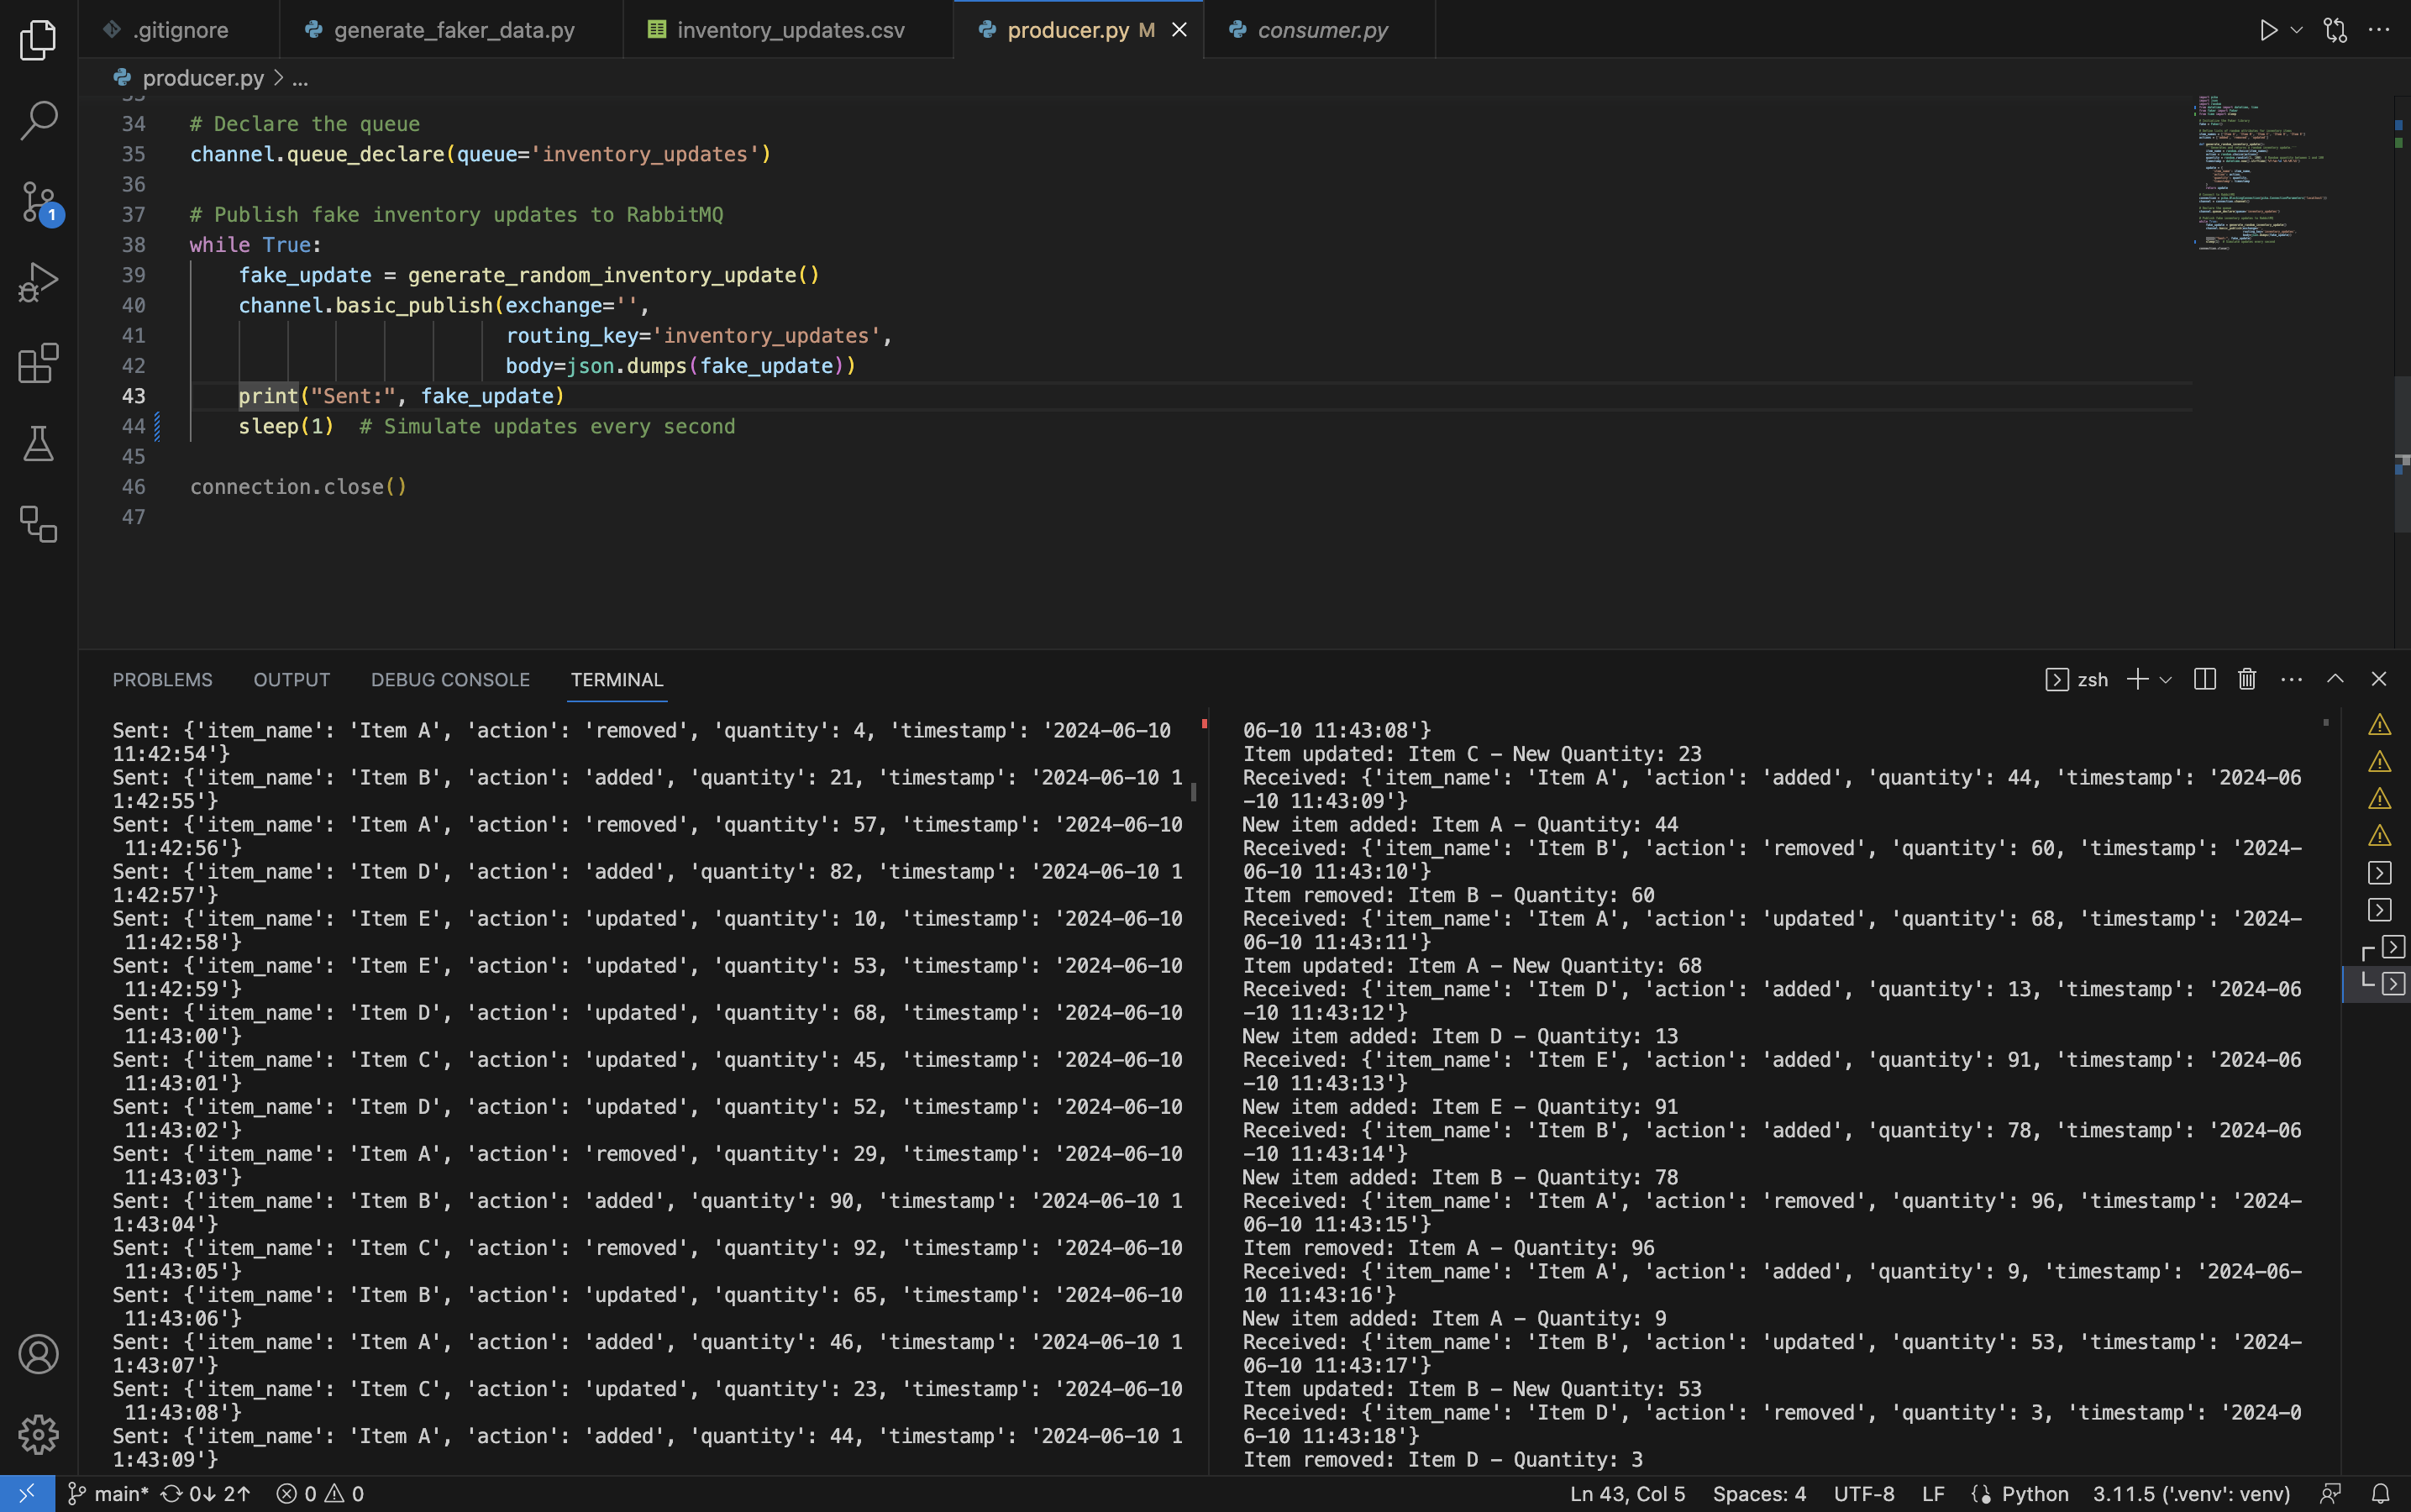 .gitignore
generate_faker_data.py
inventory_updates.csv
producer.py M
consumer.py
producer.py > ...
34 # Declare the queue
35 channel.queue_declare(queue='inventory_updates')
36
37 # Publish fake inventory updates to RabbitMQ
38 while True:
39 fake_update = generate_random_inventory_update()
40 channel.basic_publish(exchange='',
41 routing_key='inventory_updates',
42 body=json.dumps(fake_update))
43 print("Sent:", fake_update)
44 sleep(1)  # Simulate updates every second
45
46 connection.close()
47
1
PROBLEMS OUTPUT DEBUG CONSOLE TERMINAL
zsh
Sent: {'item_name': 'Item A', 'action': 'removed', 'quantity': 4, 'timestamp': '2024-06-10
11:42:54'}
Sent: {'item_name': 'Item B', 'action': 'added', 'quantity': 21, 'timestamp': '2024-06-10 1
1:42:55'}
Sent: {'item_name': 'Item A', 'action': 'removed', 'quantity': 57, 'timestamp': '2024-06-10
11:42:56'}
Sent: {'item_name': 'Item D', 'action': 'added', 'quantity': 82, 'timestamp': '2024-06-10 1
1:42:57'}
Sent: {'item_name': 'Item E', 'action': 'updated', 'quantity': 10, 'timestamp': '2024-06-10
11:42:58'}
Sent: {'item_name': 'Item E', 'action': 'updated', 'quantity': 53, 'timestamp': '2024-06-10
11:42:59'}
Sent: {'item_name': 'Item D', 'action': 'updated', 'quantity': 68, 'timestamp': '2024-06-10
11:43:00'}
Sent: {'item_name': 'Item C', 'action': 'updated', 'quantity': 45, 'timestamp': '2024-06-10
11:43:01'}
Sent: {'item_name': 'Item D', 'action': 'updated', 'quantity': 52, 'timestamp': '2024-06-10
11:43:02'}
Sent: {'item_name': 'Item A', 'action': 'removed', 'quantity': 29, 'timestamp': '2024-06-10
11:43:03'}
Sent: {'item_name': 'Item B', 'action': 'added', 'quantity': 90, 'timestamp': '2024-06-10 1
1:43:04'}
Sent: {'item_name': 'Item C', 'action': 'removed', 'quantity': 92, 'timestamp': '2024-06-10
11:43:05'}
Sent: {'item_name': 'Item B', 'action': 'updated', 'quantity': 65, 'timestamp': '2024-06-10
11:43:06'}
Sent: {'item_name': 'Item A', 'action': 'added', 'quantity': 46, 'timestamp': '2024-06-10 1
1:43:07'}
Sent: {'item_name': 'Item C', 'action': 'updated', 'quantity': 23, 'timestamp': '2024-06-10
11:43:08'}
Sent: {'item_name': 'Item A', 'action': 'added', 'quantity': 44, 'timestamp': '2024-06-10 1
1:43:09'}
06-10 11:43:08'}
Item updated: Item C - New Quantity: 23
Received: {'item_name': 'Item A', 'action': 'added', 'quantity': 44, 'timestamp': '2024-06
-10 11:43:09'}
New item added: Item A - Quantity: 44
Received: {'item_name': 'Item B', 'action': 'removed', 'quantity': 60, 'timestamp': '2024-
06-10 11:43:10'}
Item removed: Item B - Quantity: 60
Received: {'item_name': 'Item A', 'action': 'updated', 'quantity': 68, 'timestamp': '2024-
06-10 11:43:11'}
Item updated: Item A - New Quantity: 68
Received: {'item_name': 'Item D', 'action': 'added', 'quantity': 13, 'timestamp': '2024-06
-10 11:43:12'}
New item added: Item D - Quantity: 13
Received: {'item_name': 'Item E', 'action': 'added', 'quantity': 91, 'timestamp': '2024-06
-10 11:43:13'}
New item added: Item E - Quantity: 91
Received: {'item_name': 'Item B', 'action': 'added', 'quantity': 78, 'timestamp': '2024-06
-10 11:43:14'}
New item added: Item B - Quantity: 78
Received: {'item_name': 'Item A', 'action': 'removed', 'quantity': 96, 'timestamp': '2024-
06-10 11:43:15'}
Item removed: Item A - Quantity: 96
Received: {'item_name': 'Item A', 'action': 'added', 'quantity': 9, 'timestamp': '2024-06-
10 11:43:16'}
New item added: Item A - Quantity: 9
Received: {'item_name': 'Item B', 'action': 'updated', 'quantity': 53, 'timestamp': '2024-
06-10 11:43:17'}
Item updated: Item B - New Quantity: 53
Received: {'item_name': 'Item D', 'action': 'removed', 'quantity': 3, 'timestamp': '2024-0
6-10 11:43:18'}
Item removed: Item D - Quantity: 3
main* 0↓ 2↑ 0 0
Ln 43, Col 5 Spaces: 4 UTF-8 LF Python 3.11.5 ('.venv': venv)